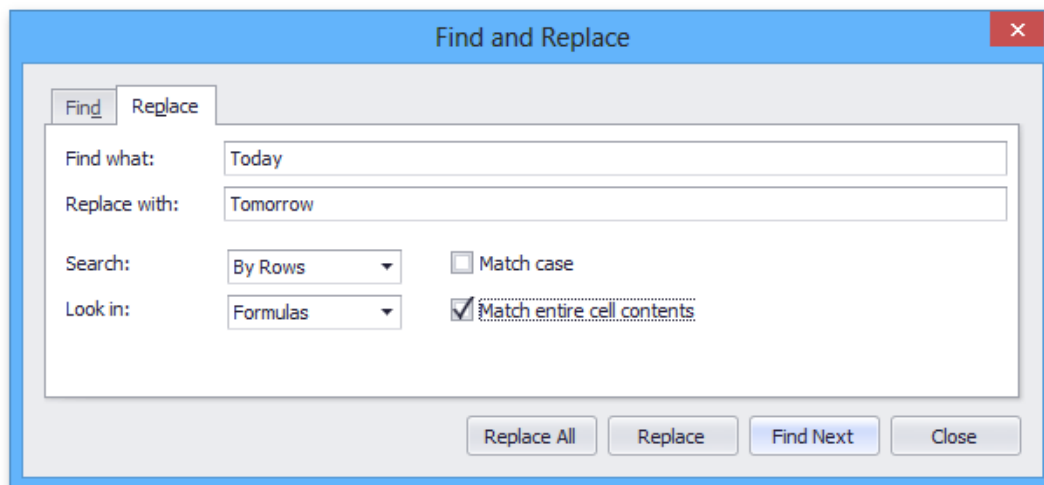 Find and Replace
Find Replace
Find what: Today
Replace with: Tomorrow
Search: By Rows Match case
Look in: Formulas Match entire cell contents
Replace All Replace Find Next Close